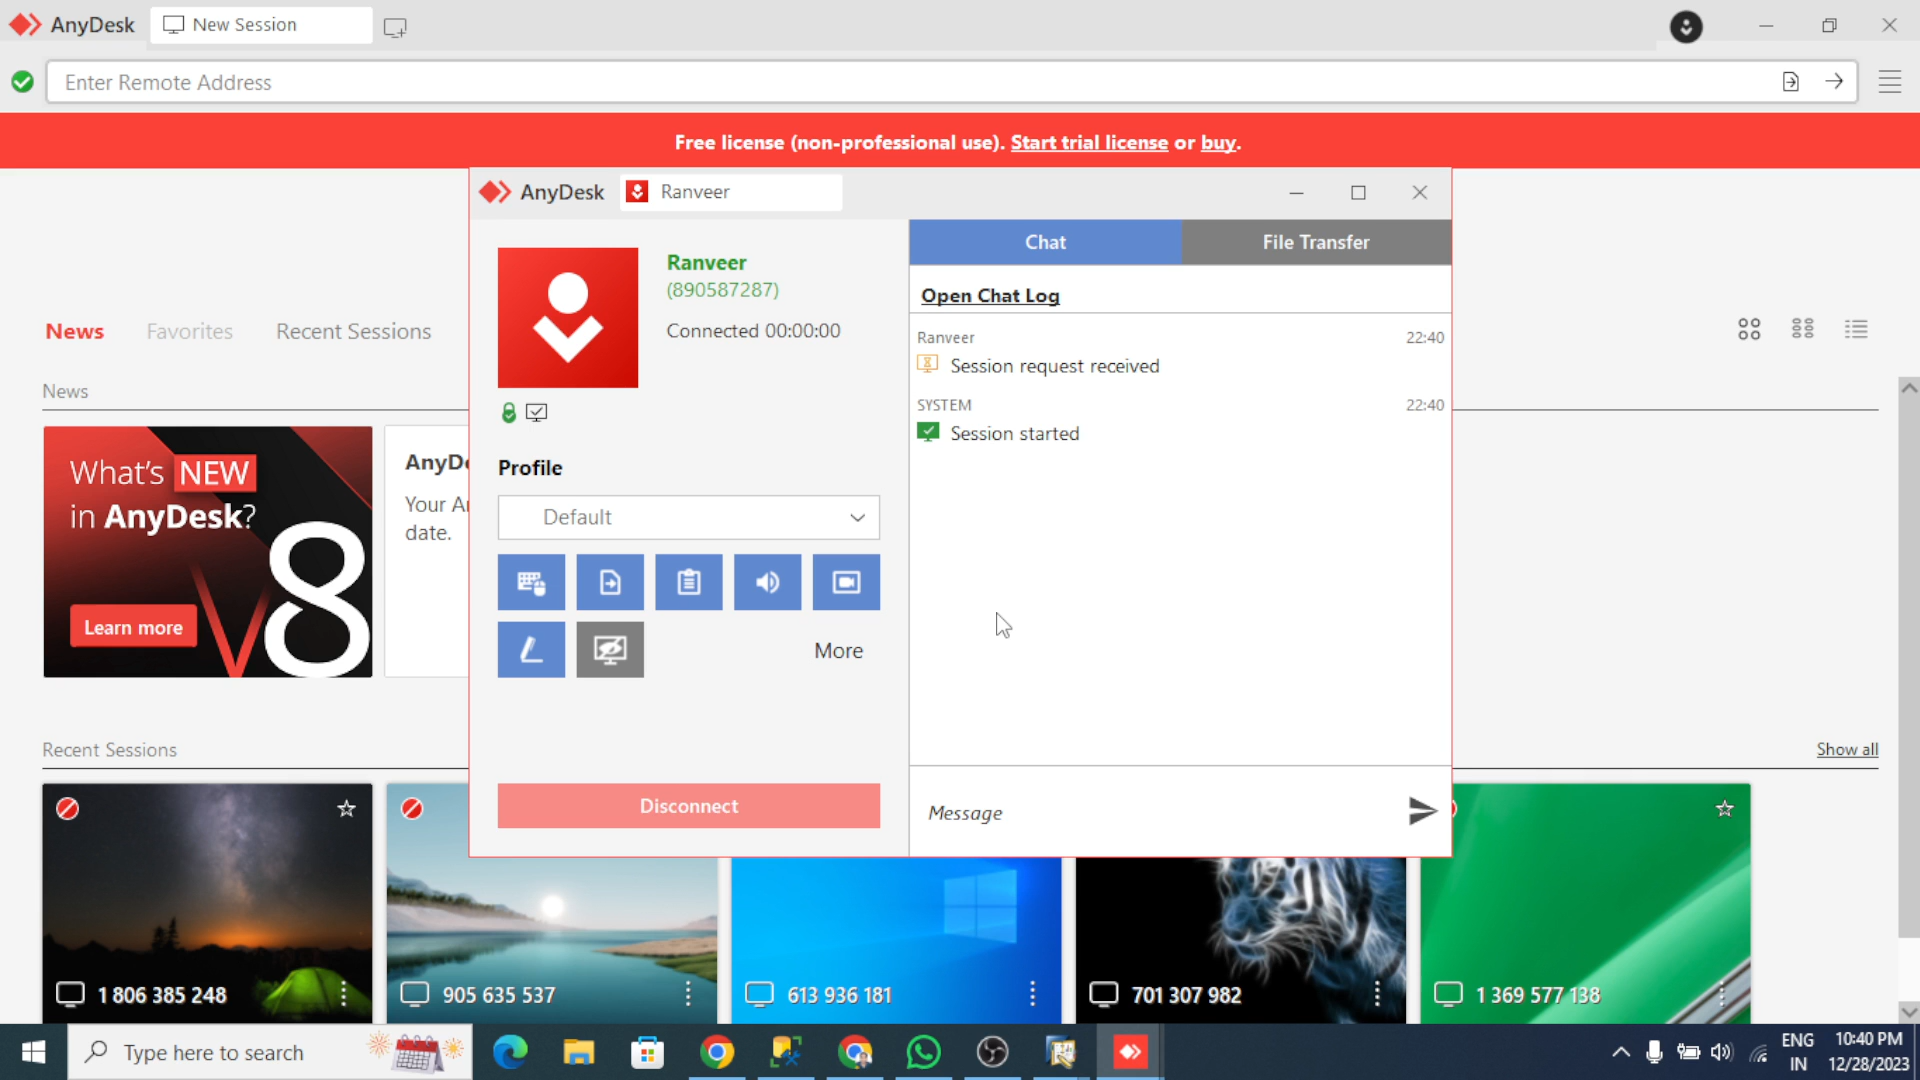 AnyDesk
New Session
Enter Remote Address
Free license (non-professional use). Start trial license or buy.
AnyDesk
Ranveer
Ranveer
(890587287)
Connected 00:00:00
Chat
File Transfer
Open Chat Log
Ranveer 22:40
Session request received
SYSTEM 22:40
Session started
News
Favorites
Recent Sessions
News
What's NEW
in AnyDesk?
V8
Learn more
Your
date.
Profile
Default
More
Disconnect
Message
Recent Sessions
Show all
1 806 385 248
905 635 537
613 936 181
701 307 982
1 369 577 138
Type here to search
ENG
IN
10:40 PM
12/28/2023